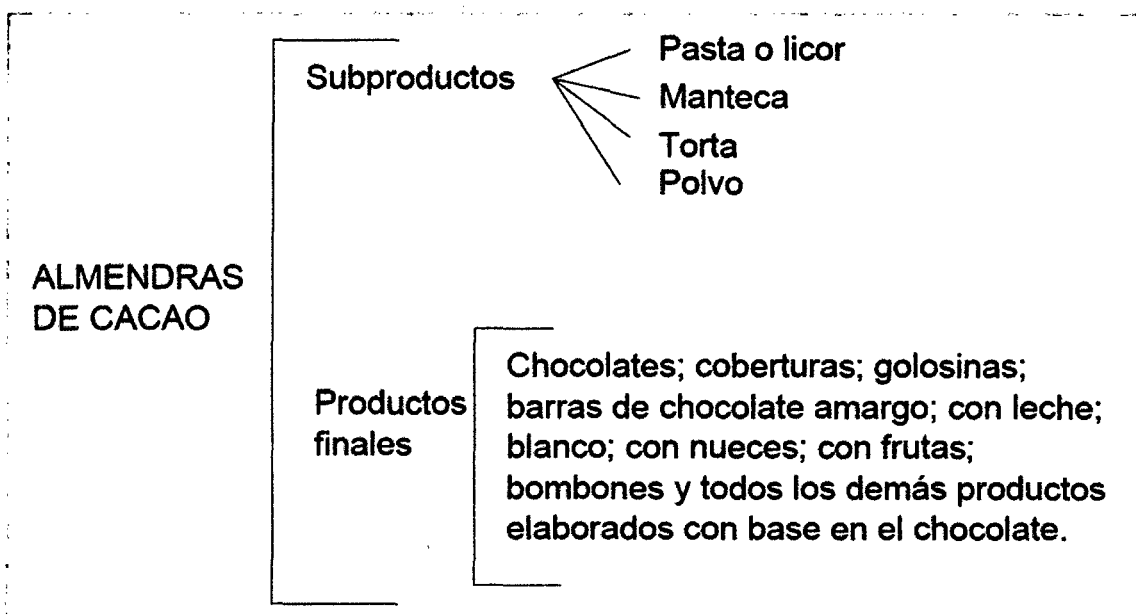 Subproductos
Pasta o licor
Manteca
Torta
Polvo
ALMENDRAS
DE CACAO
Productos
finales
Chocolates; coberturas; golosinas;
barras de chocolate amargo; con leche;
blanco; con nueces; con frutas;
bombones y todos los demás productos
elaborados con base en el chocolate.